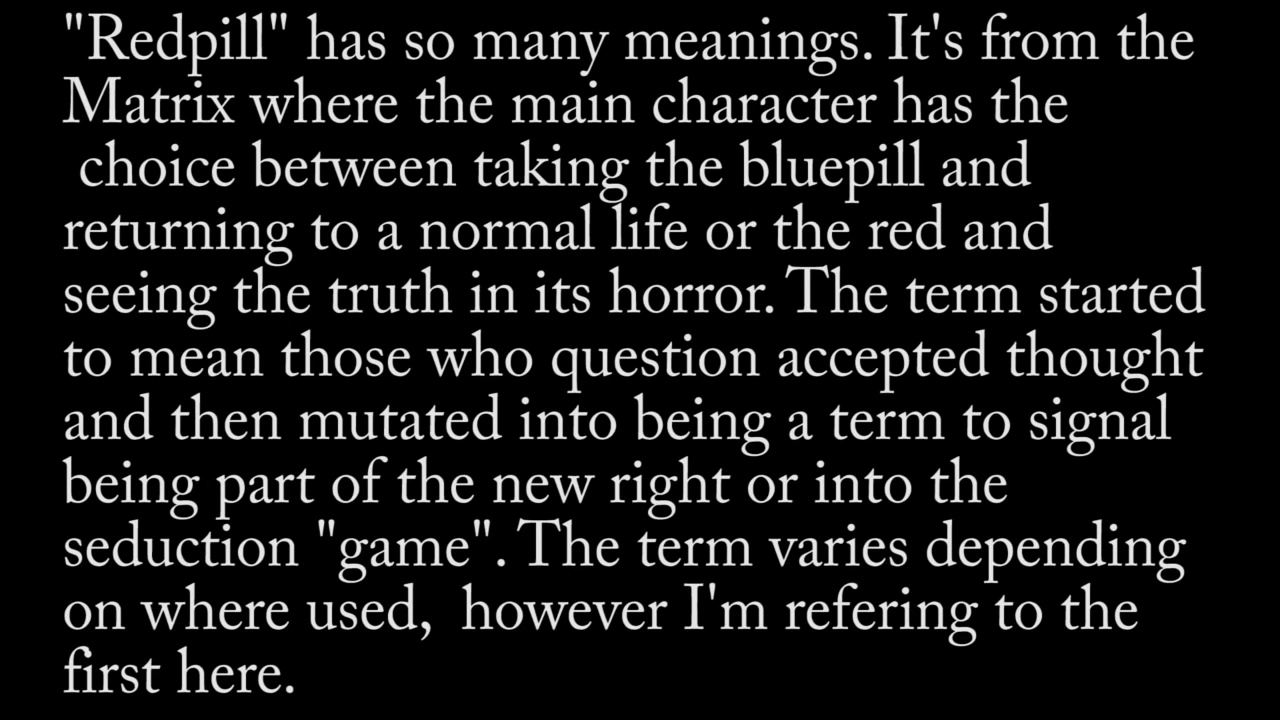 "Redpill" has so many meanings. It's from the
Matrix where the main character has the
choice between taking the bluepill and
returning to a normal life or the red and
seeing the truth in its horror. The term started
to mean those who question accepted thought
and then mutated into being a term to signal
being part of the new right or into the
seduction "game". The term varies depending
on where used,  however I'm refering to the
first here.